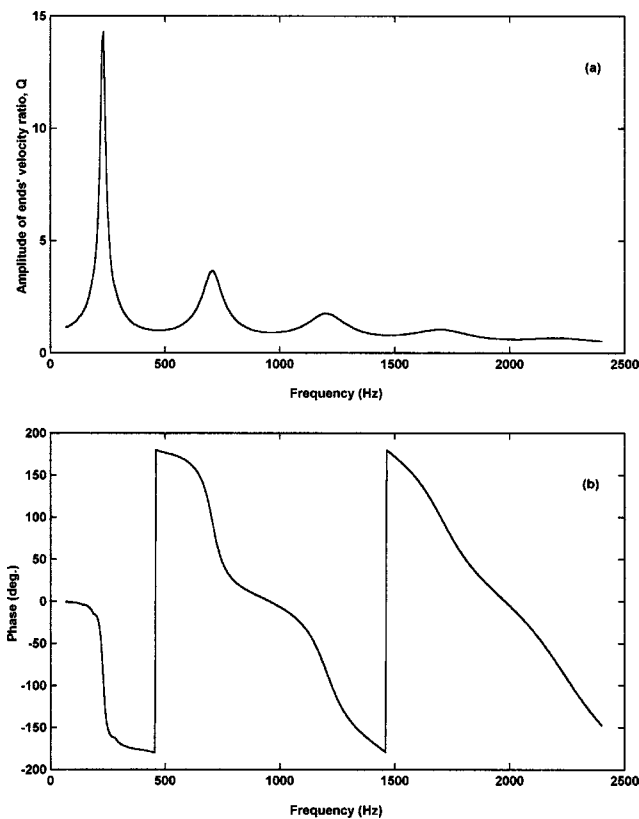 15
10
5
0
Amplitude of ends' velocity ratio, Q
(a)
0 500 1000 1500 2000 2500
Frequency (Hz)
200
150
100
50
0
-50
-100
-150
-200
Phase (deg.)
(b)
0 500 1000 1500 2000 2500
Frequency (Hz)